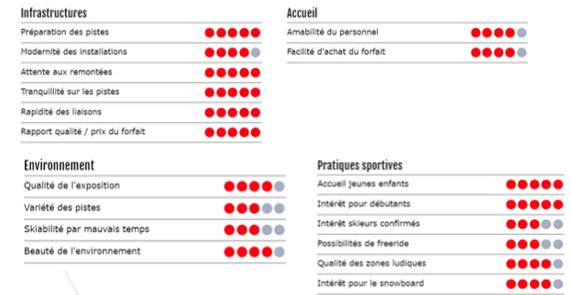 Infrastructures
Préparation des pistes
Modernité des installations
Attente aux remontées
Tranquillité sur les pistes
Rapidité des liaisons
Rapport qualité / prix du forfait
Accueil
Amabilité du personnel
Facilité d'achat du forfait
Environnement
Qualité de l'exposition
Variété des pistes
Skiabilité par mauvais temps
Beauté de l'environnement
Pratiques sportives
Accueil jeunes enfants
Intérêt pour débutants
Intérêt skieurs confirmés
Possibilités de freeride
Qualité des zones ludiques
Intérêt pour le snowboard